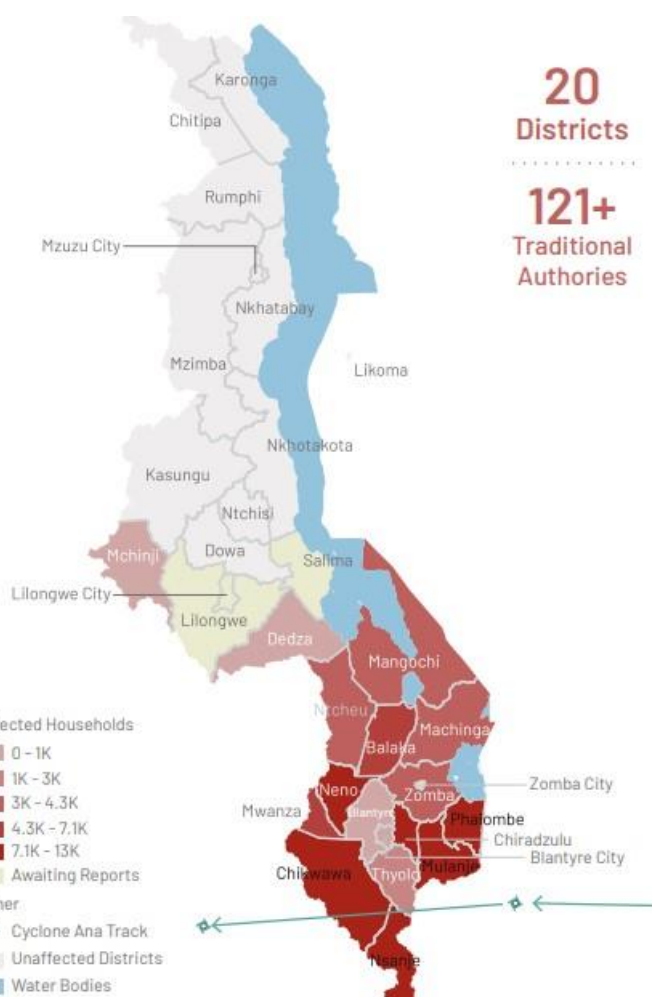 Karonga
20
Districts
Chitipa
121+
Rumphi
Traditional
Authories
Mzuzu City
Nkhatabay
Mzimba
Likoma
Nkhotakota
Kasungu
Ntchisi
Dowa
Mchinji
Salima
Lilongwe City
Lilongwe
Dedza
Mangochi
Ntcheu
Machinga
Balaka
Neno
Zomba City
Zomba
Mwanza
Blantyre
Phalombe
Chiradzulu
Blantyre City
Chikwawa
Thyolo
Mulanje
Nsanje
ected Households
0 - 1K
1K - 3K
3K - 4.3K
4.3K - 7.1K
7.1K - 13K
Awaiting Reports
her
Cyclone Ana Track
Unaffected Districts
Water Bodies